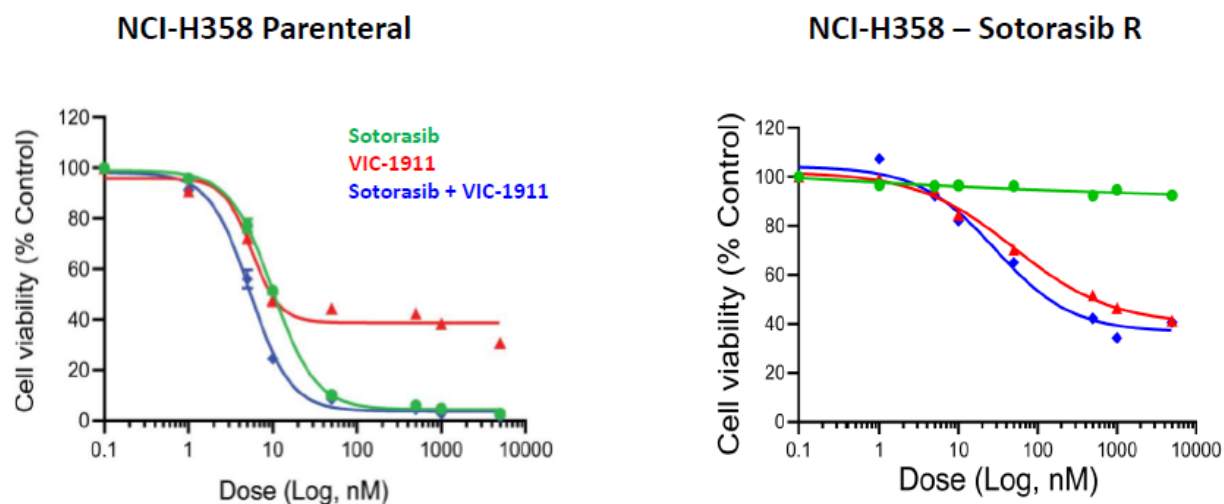 NCI-H358 Parenteral
Cell viability (% Control)
120
100
80
60
40
20
0
0.1 1 10 100 1000 10000
Dose (Log, nM)
Sotorasib
VIC-1911
Sotorasib + VIC-1911
NCI-H358 – Sotorasib R
Cell viability (% Control)
120
100
80
60
40
20
0
0.1 1 10 100 1000 10000
Dose (Log, nM)